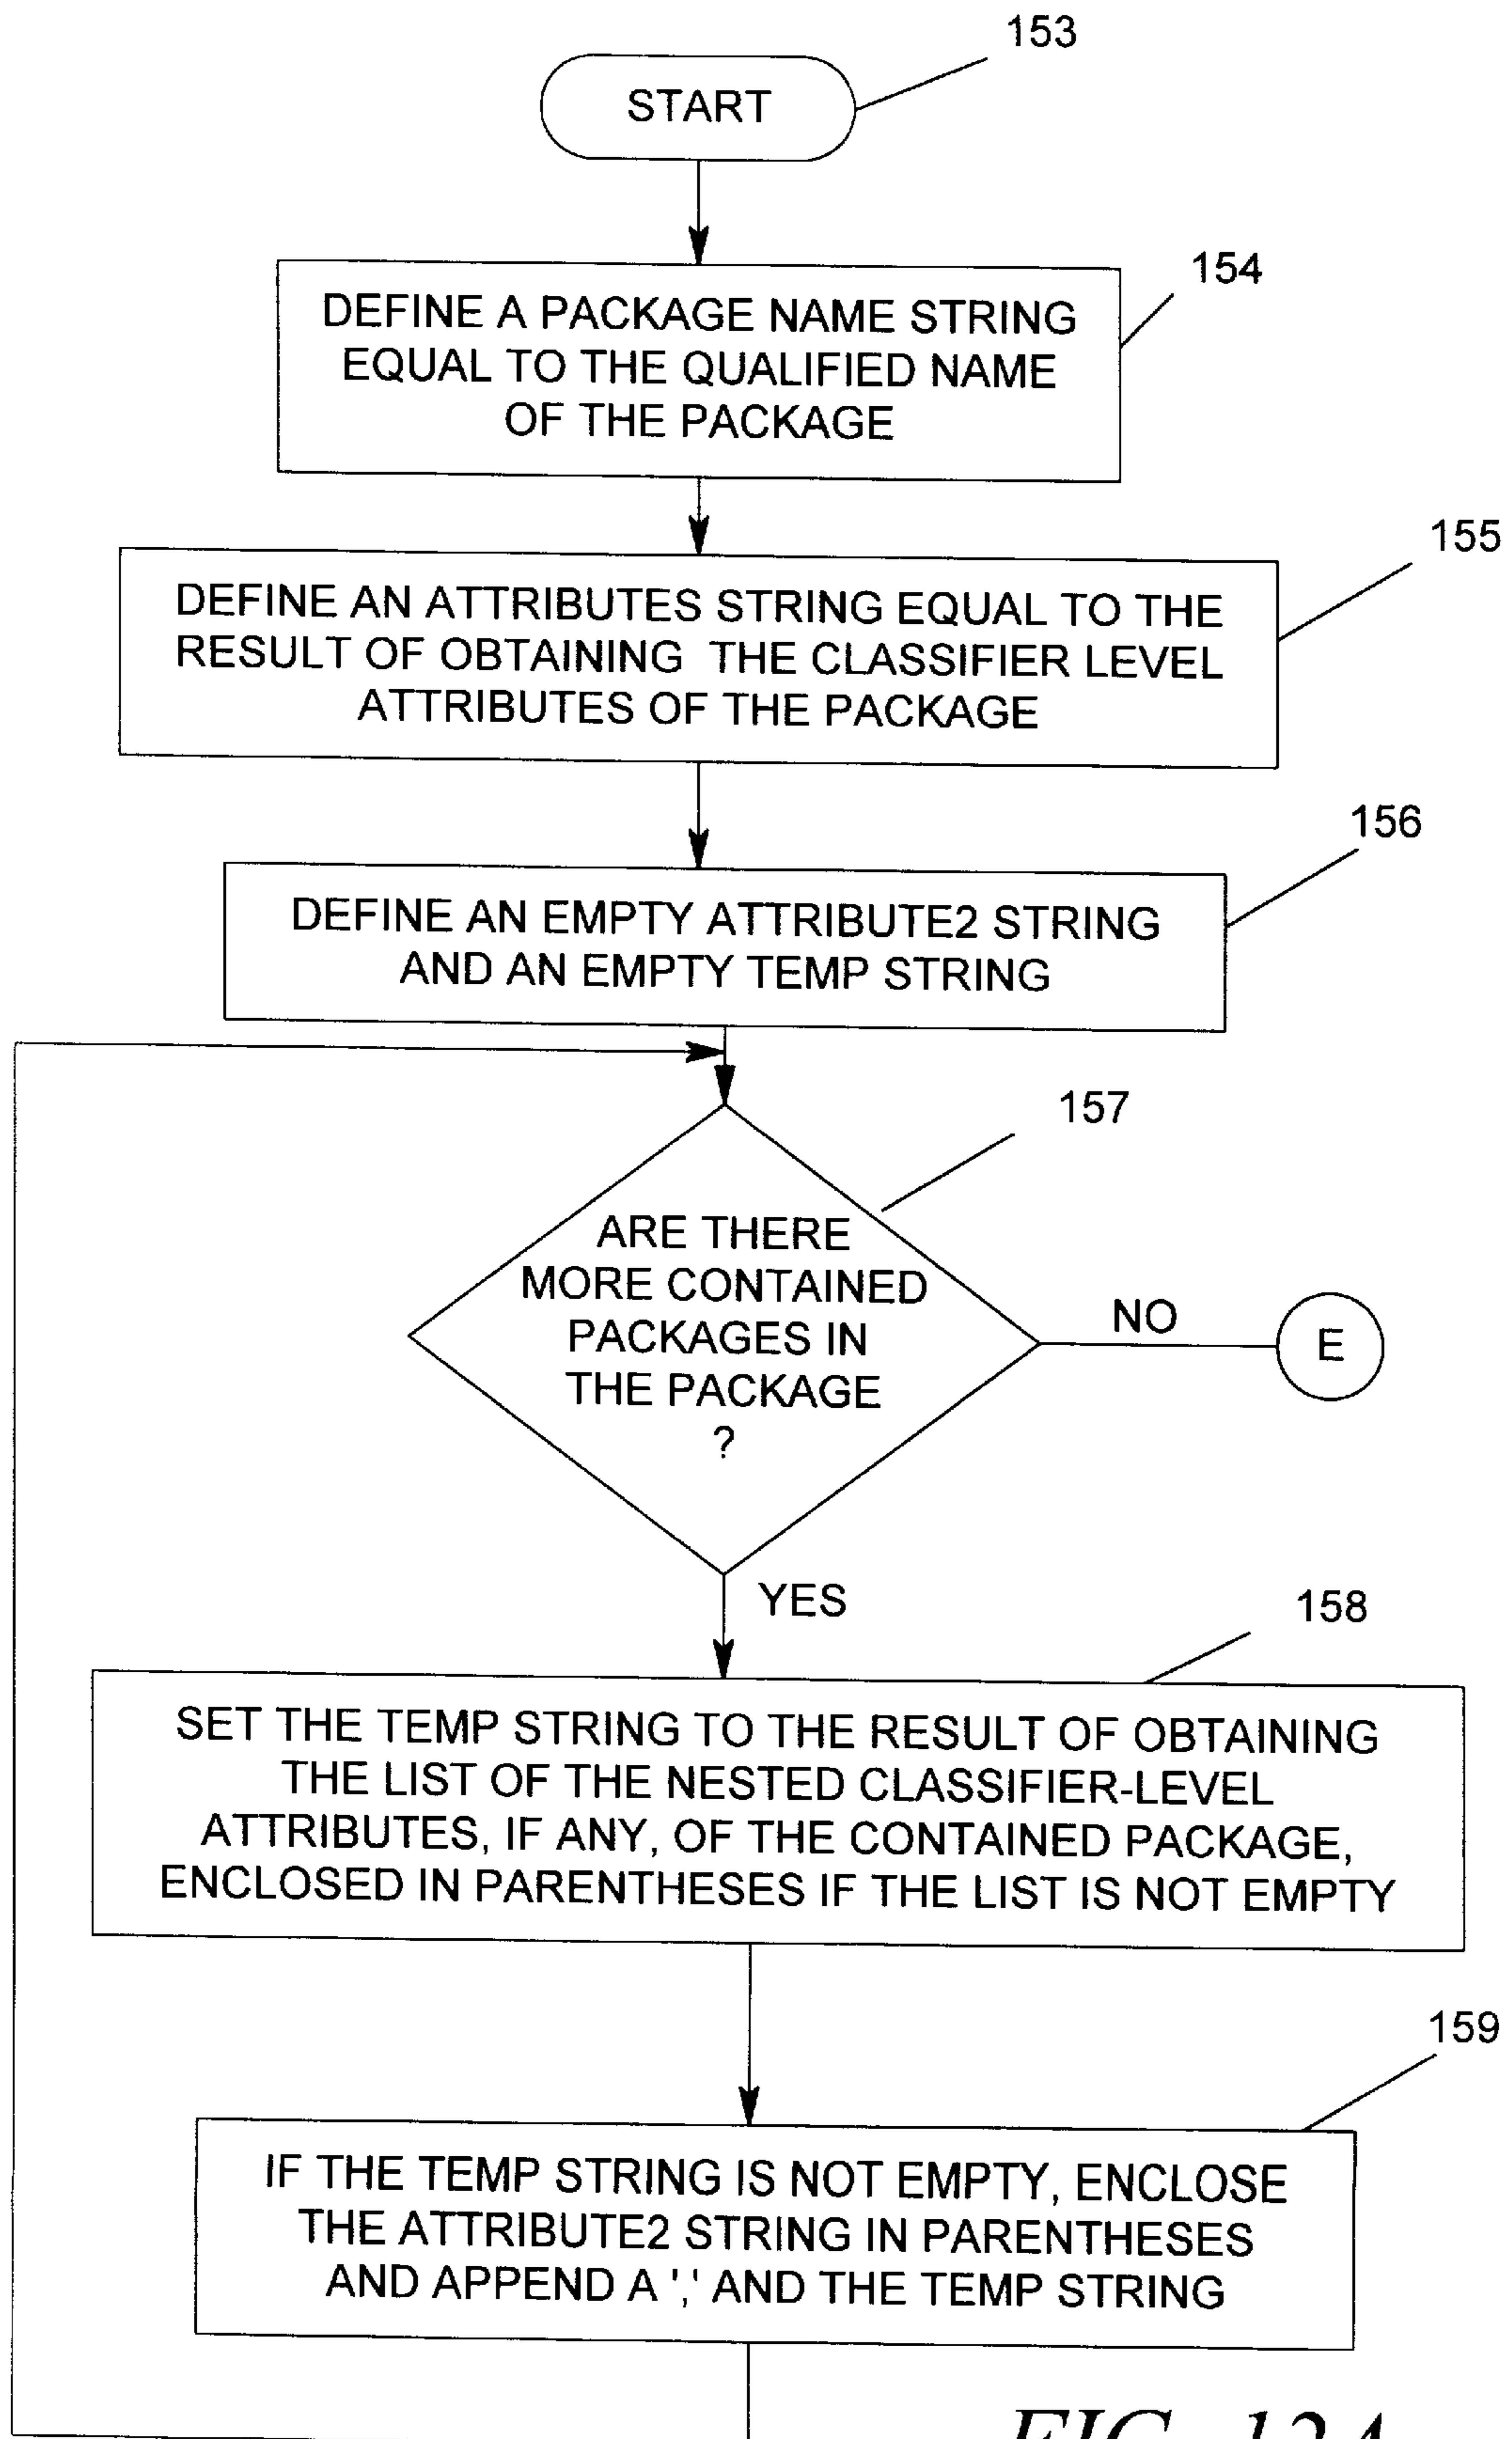 153
START
154
DEFINE A PACKAGE NAME STRING
EQUAL TO THE QUALIFIED NAME
OF THE PACKAGE
155
DEFINE AN ATTRIBUTES STRING EQUAL TO THE
RESULT OF OBTAINING THE CLASSIFIER LEVEL
ATTRIBUTES OF THE PACKAGE
156
DEFINE AN EMPTY ATTRIBUTE2 STRING
AND AN EMPTY TEMP STRING
157
ARE THERE
MORE CONTAINED
PACKAGES IN
THE PACKAGE
?
NO
E
YES
158
SET THE TEMP STRING TO THE RESULT OF OBTAINING
THE LIST OF THE NESTED CLASSIFIER-LEVEL
ATTRIBUTES, IF ANY, OF THE CONTAINED PACKAGE,
ENCLOSED IN PARENTHESES IF THE LIST IS NOT EMPTY
159
IF THE TEMP STRING IS NOT EMPTY, ENCLOSE
THE ATTRIBUTE2 STRING IN PARENTHESES
AND APPEND A ',' AND THE TEMP STRING
FIG. 12A